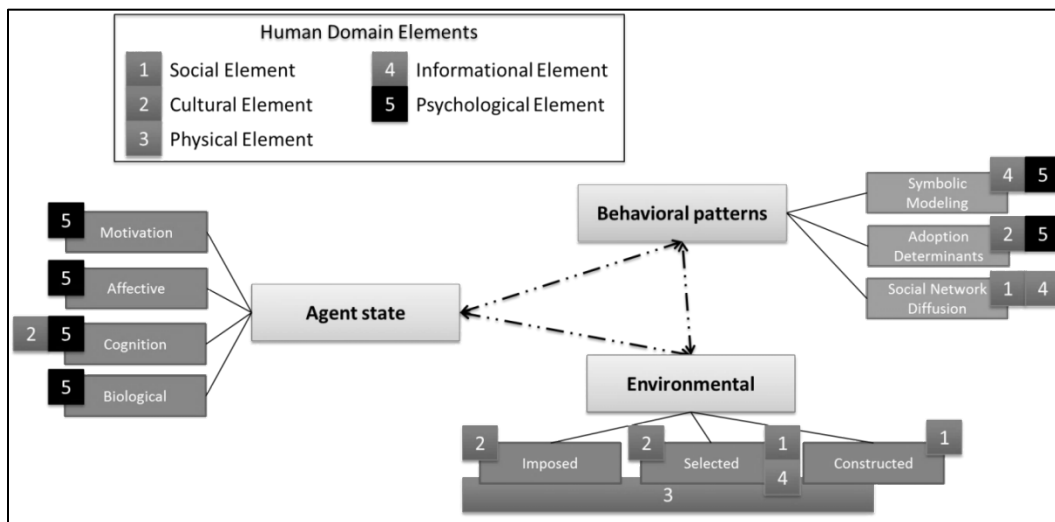 Human Domain Elements
1 Social Element
4 Informational Element
2 Cultural Element
5 Psychological Element
3 Physical Element
5
Motivation
5
Affective
2 5
Cognition
5
Biological
Agent state
Behavioral patterns
4 5
Symbolic
Modeling
2 5
Adoption
Determinants
1 4
Social Network
Diffusion
Environmental
2
Imposed
2
Selected
1
4
Constructed
1
3